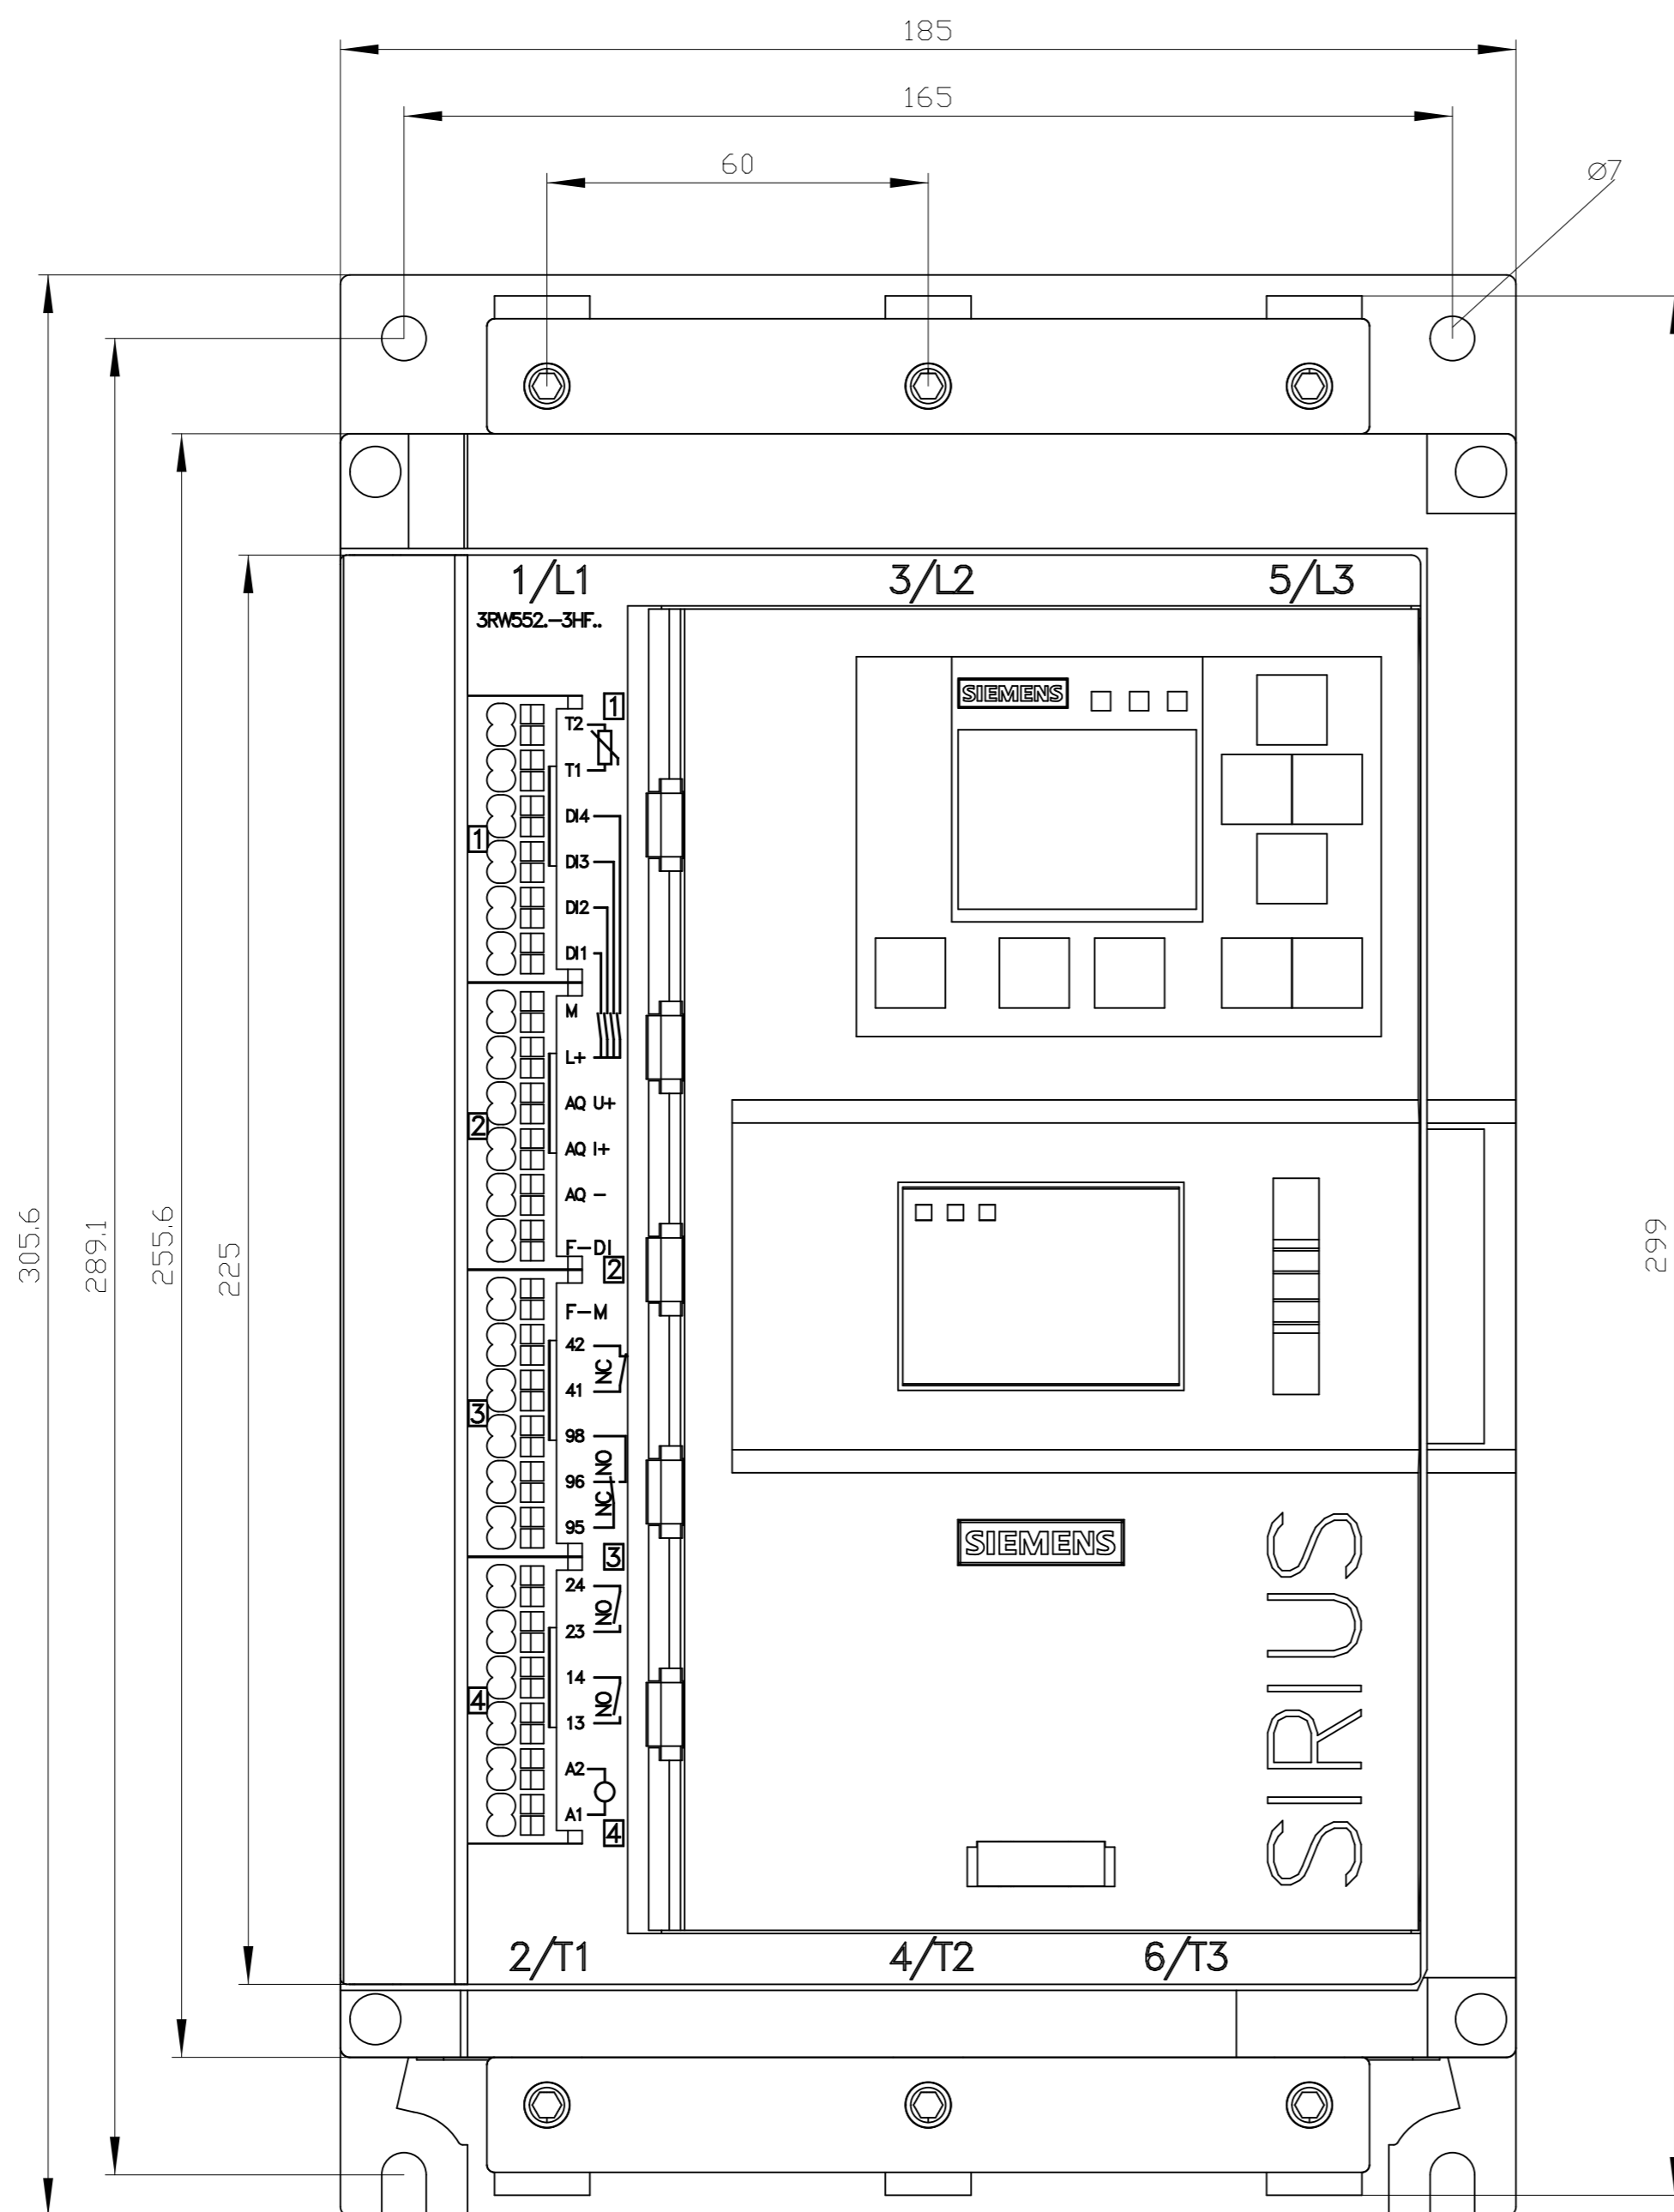 185
165
60
Ø7
1/L1
3/L2
5/L3
3RW552.-3HF..
SIEMENS
1
T2
T1
DI4
1
DI3
DI2
DI1
M
L+
AQ U+
2
AQ I+
AQ -
F-DI
2
F-M
42
NC
41
3
98
NO
96
NC
95
3
24
NO
23
14
4
NO
13
A2
A1
4
305.6
289.1
255.6
225
299
SIEMENS
SIRIUS
2/T1
4/T2
6/T3